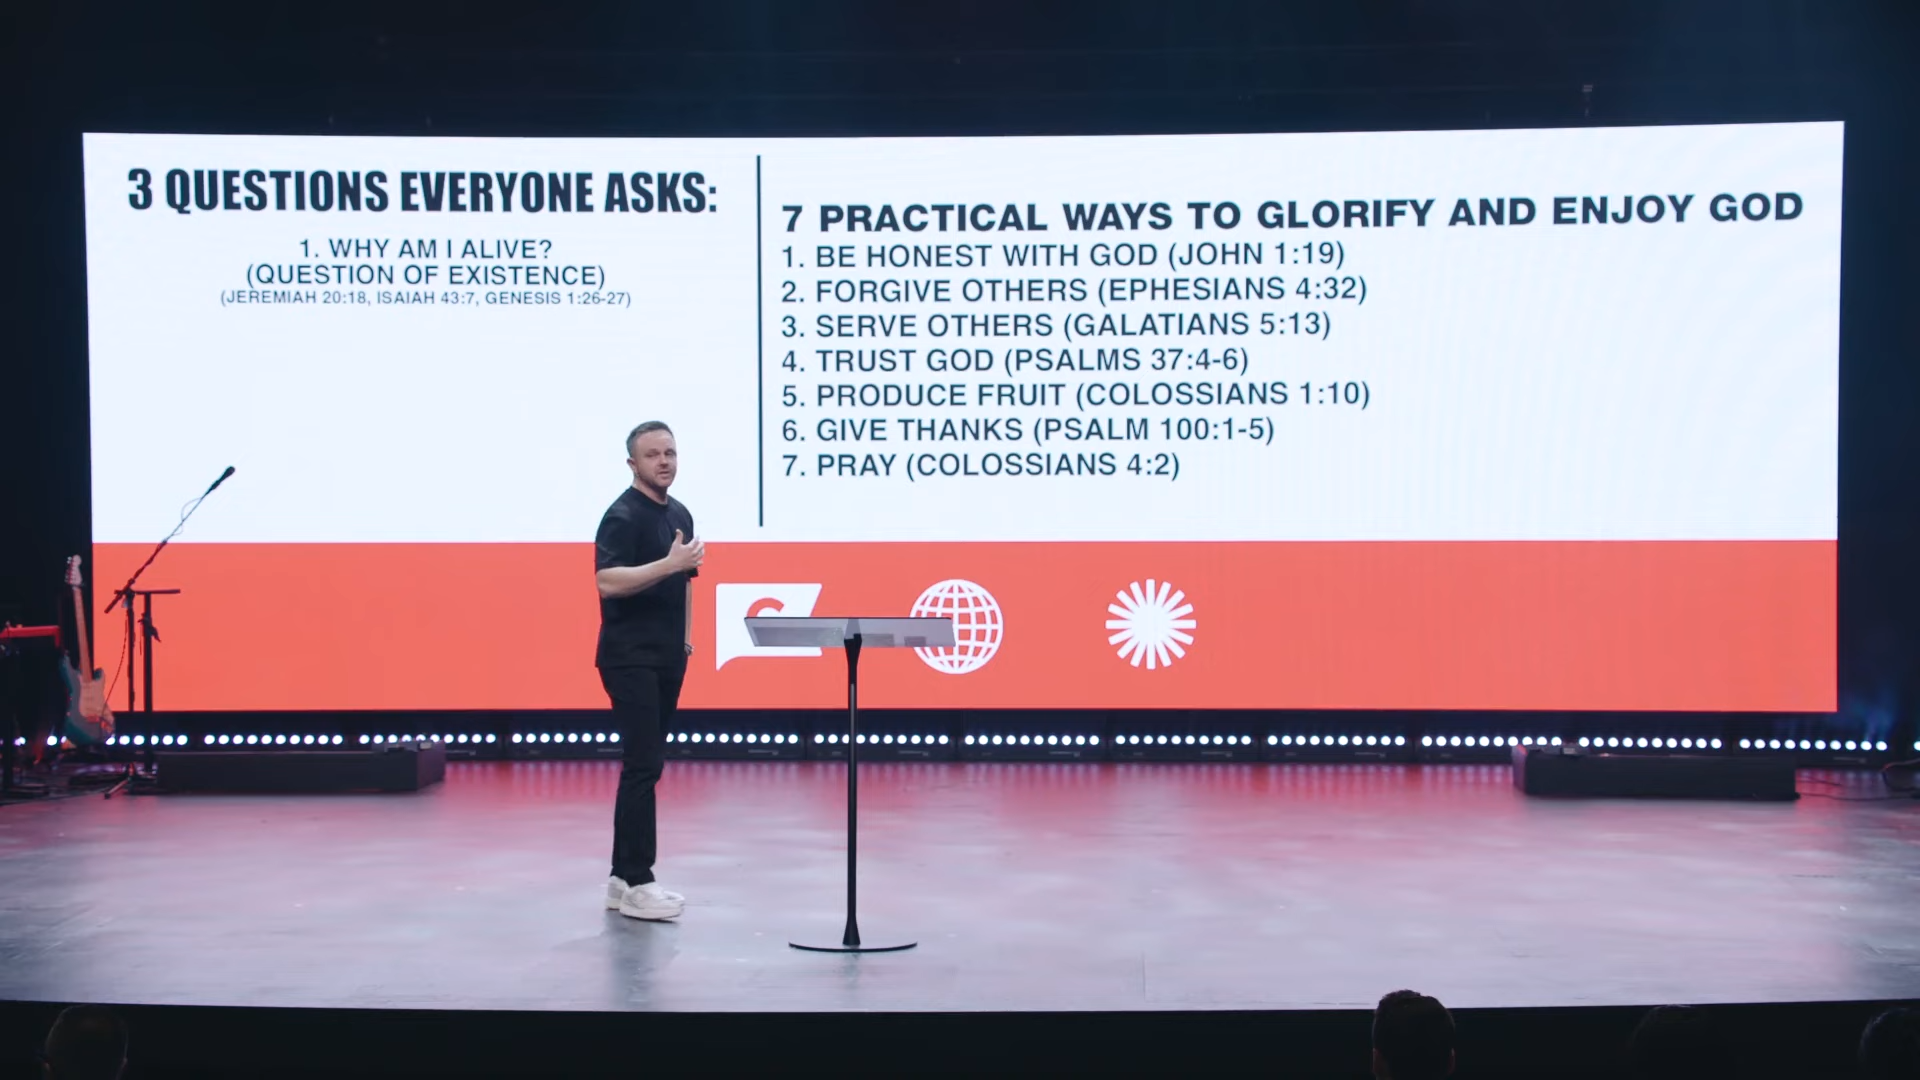 3 QUESTIONS EVERYONE ASKS:
1. WHY AM I ALIVE?
(QUESTION OF EXISTENCE)
(JEREMIAH 20:18, ISAIAH 43:7, GENESIS 1:26-27)
7 PRACTICAL WAYS TO GLORIFY AND ENJOY GOD
1. BE HONEST WITH GOD (JOHN 1:19)
2. FORGIVE OTHERS (EPHESIANS 4:32)
3. SERVE OTHERS (GALATIANS 5:13)
4. TRUST GOD (PSALMS 37:4-6)
5. PRODUCE FRUIT (COLOSSIANS 1:10)
6. GIVE THANKS (PSALM 100:1-5)
7. PRAY (COLOSSIANS 4:2)